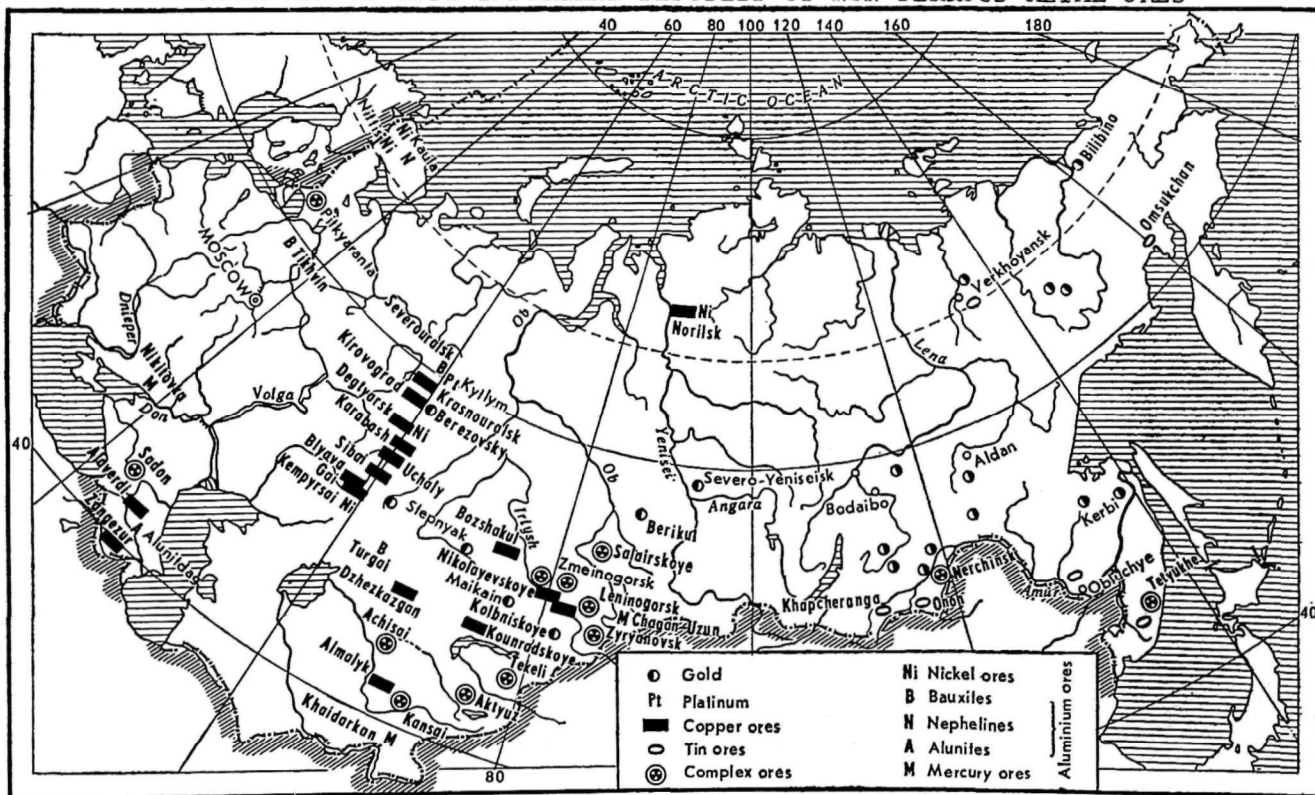 40 60 80 100 120 140 160 180
ARCTIC OCEAN
Bilibino
Omsukchan
Ni Kaula
Pitkyaranta
B Tikhvin
MOSCOW
Verkhoyansk
Dnieper
Ob
Ni
Norilsk
Lena
Severouralsk
B
Pt Kytlym
Kirovograd
Krasnouralsk
Degtyarsk
Berezovsky
Nikitovka
M
Don
Volga
Karabash
Ni
Sibai
Uchaly
Blyava
Gai
Kempyrsai Ni
Yenisei
Ob
40
Sadon
Alaverdi
Zangezur
A Alunitdag
Severo-Yeniseisk
Angara
Bodaibo
Aldan
Kerbi
Stepnyak
Bozshakul
Irtysh
Berikul
Salairskoye
B
Turgai
Nikolayevskoye
Zmeinogorsk
Maikain
Leninogorsk
Khapcheranga
Onon
Nerchinsk
Amur
Obluchye
Tetyukhe
Dzhezkazgan
Kolbniskoye
M Chagan-Uzun
Achisai
Kounradskoye
Zyryanovsk
Almalyk
Tekeli
Kansai
Aktyuz
Khaidarkan M
80
40
Gold
Pt Platinum
Copper ores
Tin ores
Complex ores
Ni Nickel ores
B Bauxiles
N Nephelines
A Alunites
M Mercury ores
Aluminium ores